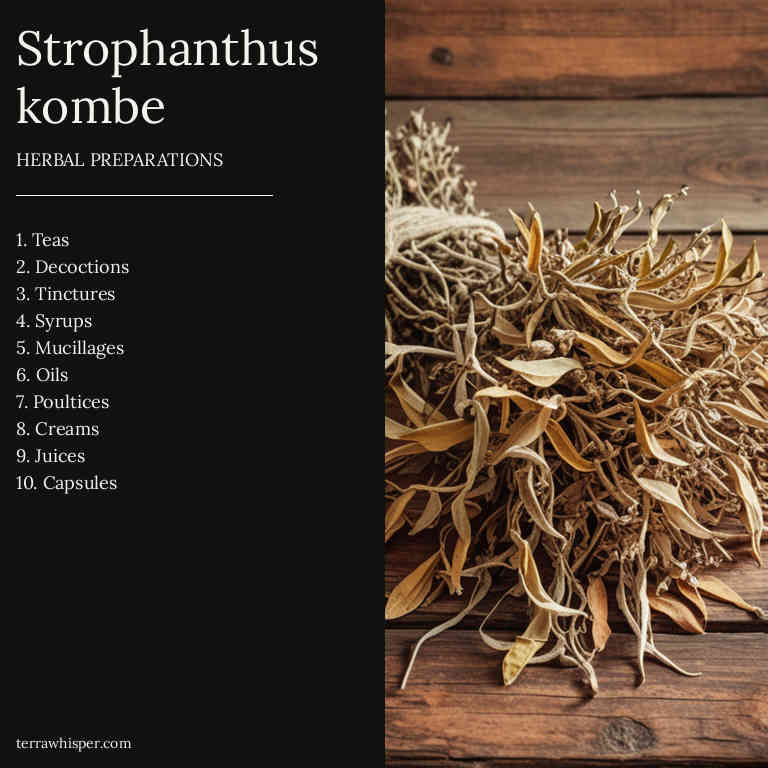 Strophanthus
kombe
HERBAL PREPARATIONS
1. Teas
2. Decoctions
3. Tinctures
4. Syrups
5. Mucillages
6. Oils
7. Poultices
8. Creams
9. Juices
10. Capsules
terrawhisper.com